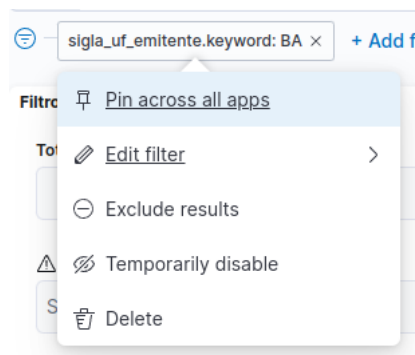 sigla_uf_emitente.keyword: BA × + Add f
Pin across all apps
Filtro
Edit filter
Tot
Exclude results
Temporarily disable
S
Delete